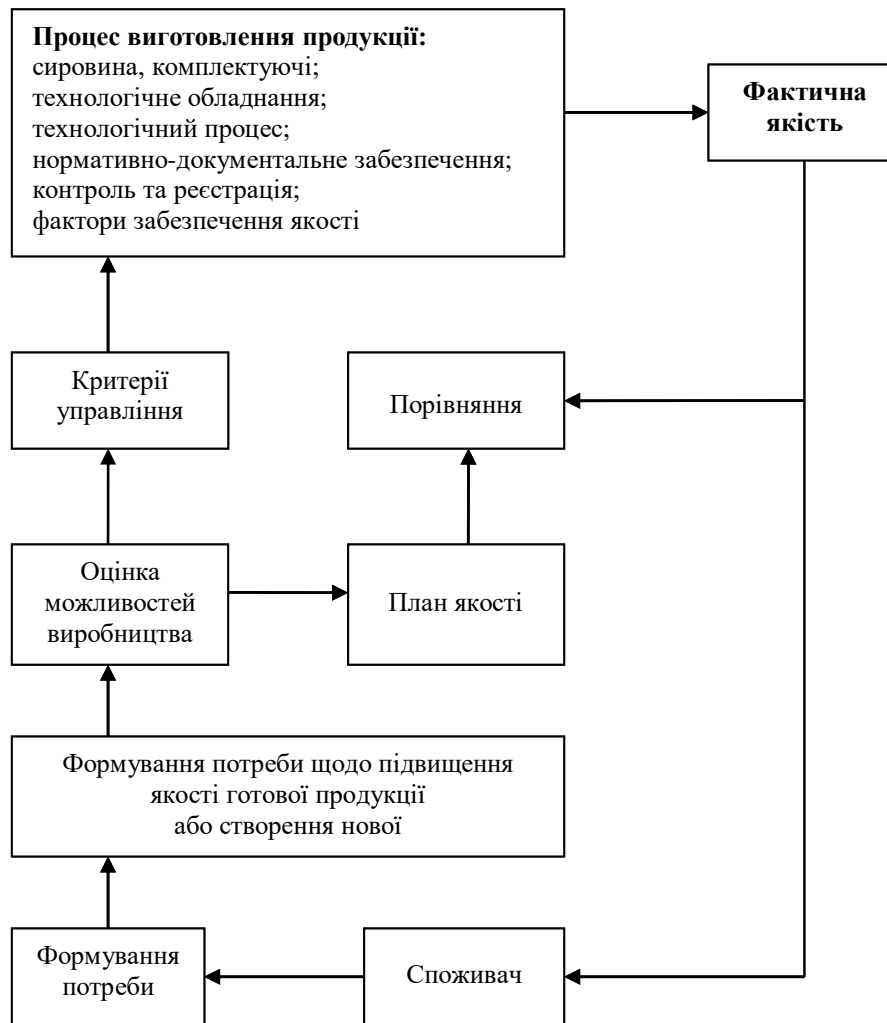 Процес виготовлення продукції:
сировина, комплектуючі;
технологічне обладнання;
технологічний процес;
нормативно-документальне забезпечення;
контроль та реєстрація;
фактори забезпечення якості
Фактична
якість
Критерії
управління
Порівняння
Оцінка
можливостей
виробництва
План якості
Формування потреби щодо підвищення
якості готової продукції
або створення нової
Формування
потреби
Споживач